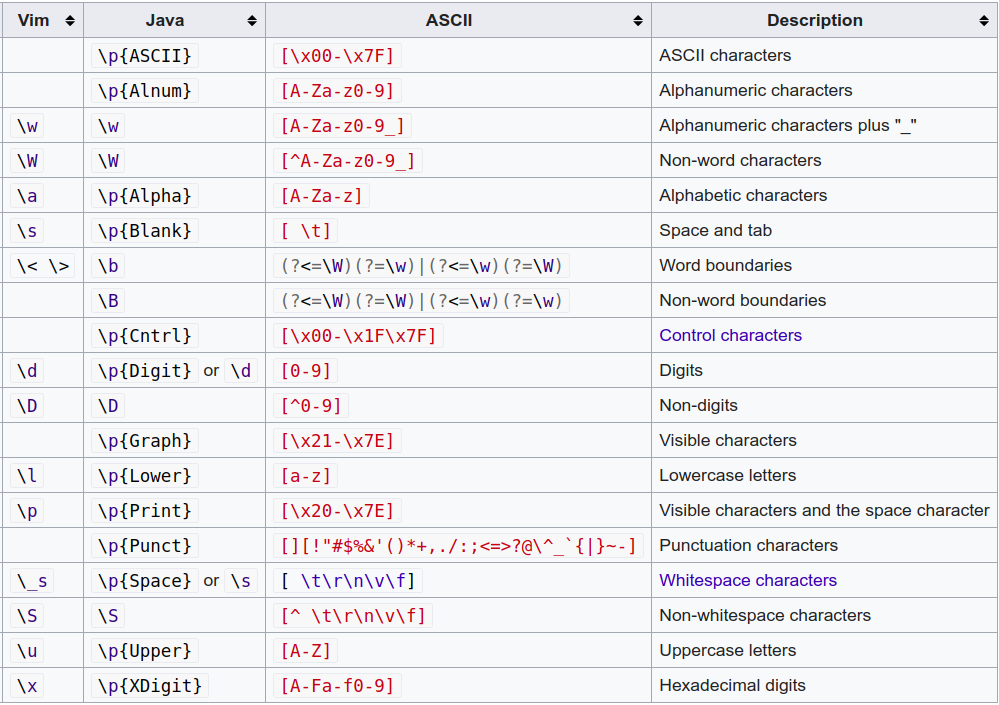 Vim Java ASCII Description
\p{ASCII} [\x00-\x7F] ASCII characters
\p{Alnum} [A-Za-z0-9] Alphanumeric characters
\w \w [A-Za-z0-9_] Alphanumeric characters plus "_"
\W \W [^A-Za-z0-9_] Non-word characters
\a \p{Alpha} [A-Za-z] Alphabetic characters
\s \p{Blank} [ \t] Space and tab
\< \> \b (?<=\W)(?=\w)|(?<=\w)(?=\W) Word boundaries
\B (?<=\W)(?=\W)|(?<=\w)(?=\w) Non-word boundaries
\p{Cntrl} [\x00-\x1F\x7F] Control characters
\d \p{Digit} or \d [0-9] Digits
\D \D [^0-9] Non-digits
\p{Graph} [\x21-\x7E] Visible characters
\l \p{Lower} [a-z] Lowercase letters
\p \p{Print} [\x20-\x7E] Visible characters and the space character
\p{Punct} [][!"#$%&'()*+,./:;<=>?@\^_`{|}~-] Punctuation characters
\_s \p{Space} or \s [ \t\r\n\v\f] Whitespace characters
\S \S [^ \t\r\n\v\f] Non-whitespace characters
\u \p{Upper} [A-Z] Uppercase letters
\x \p{XDigit} [A-Fa-f0-9] Hexadecimal digits